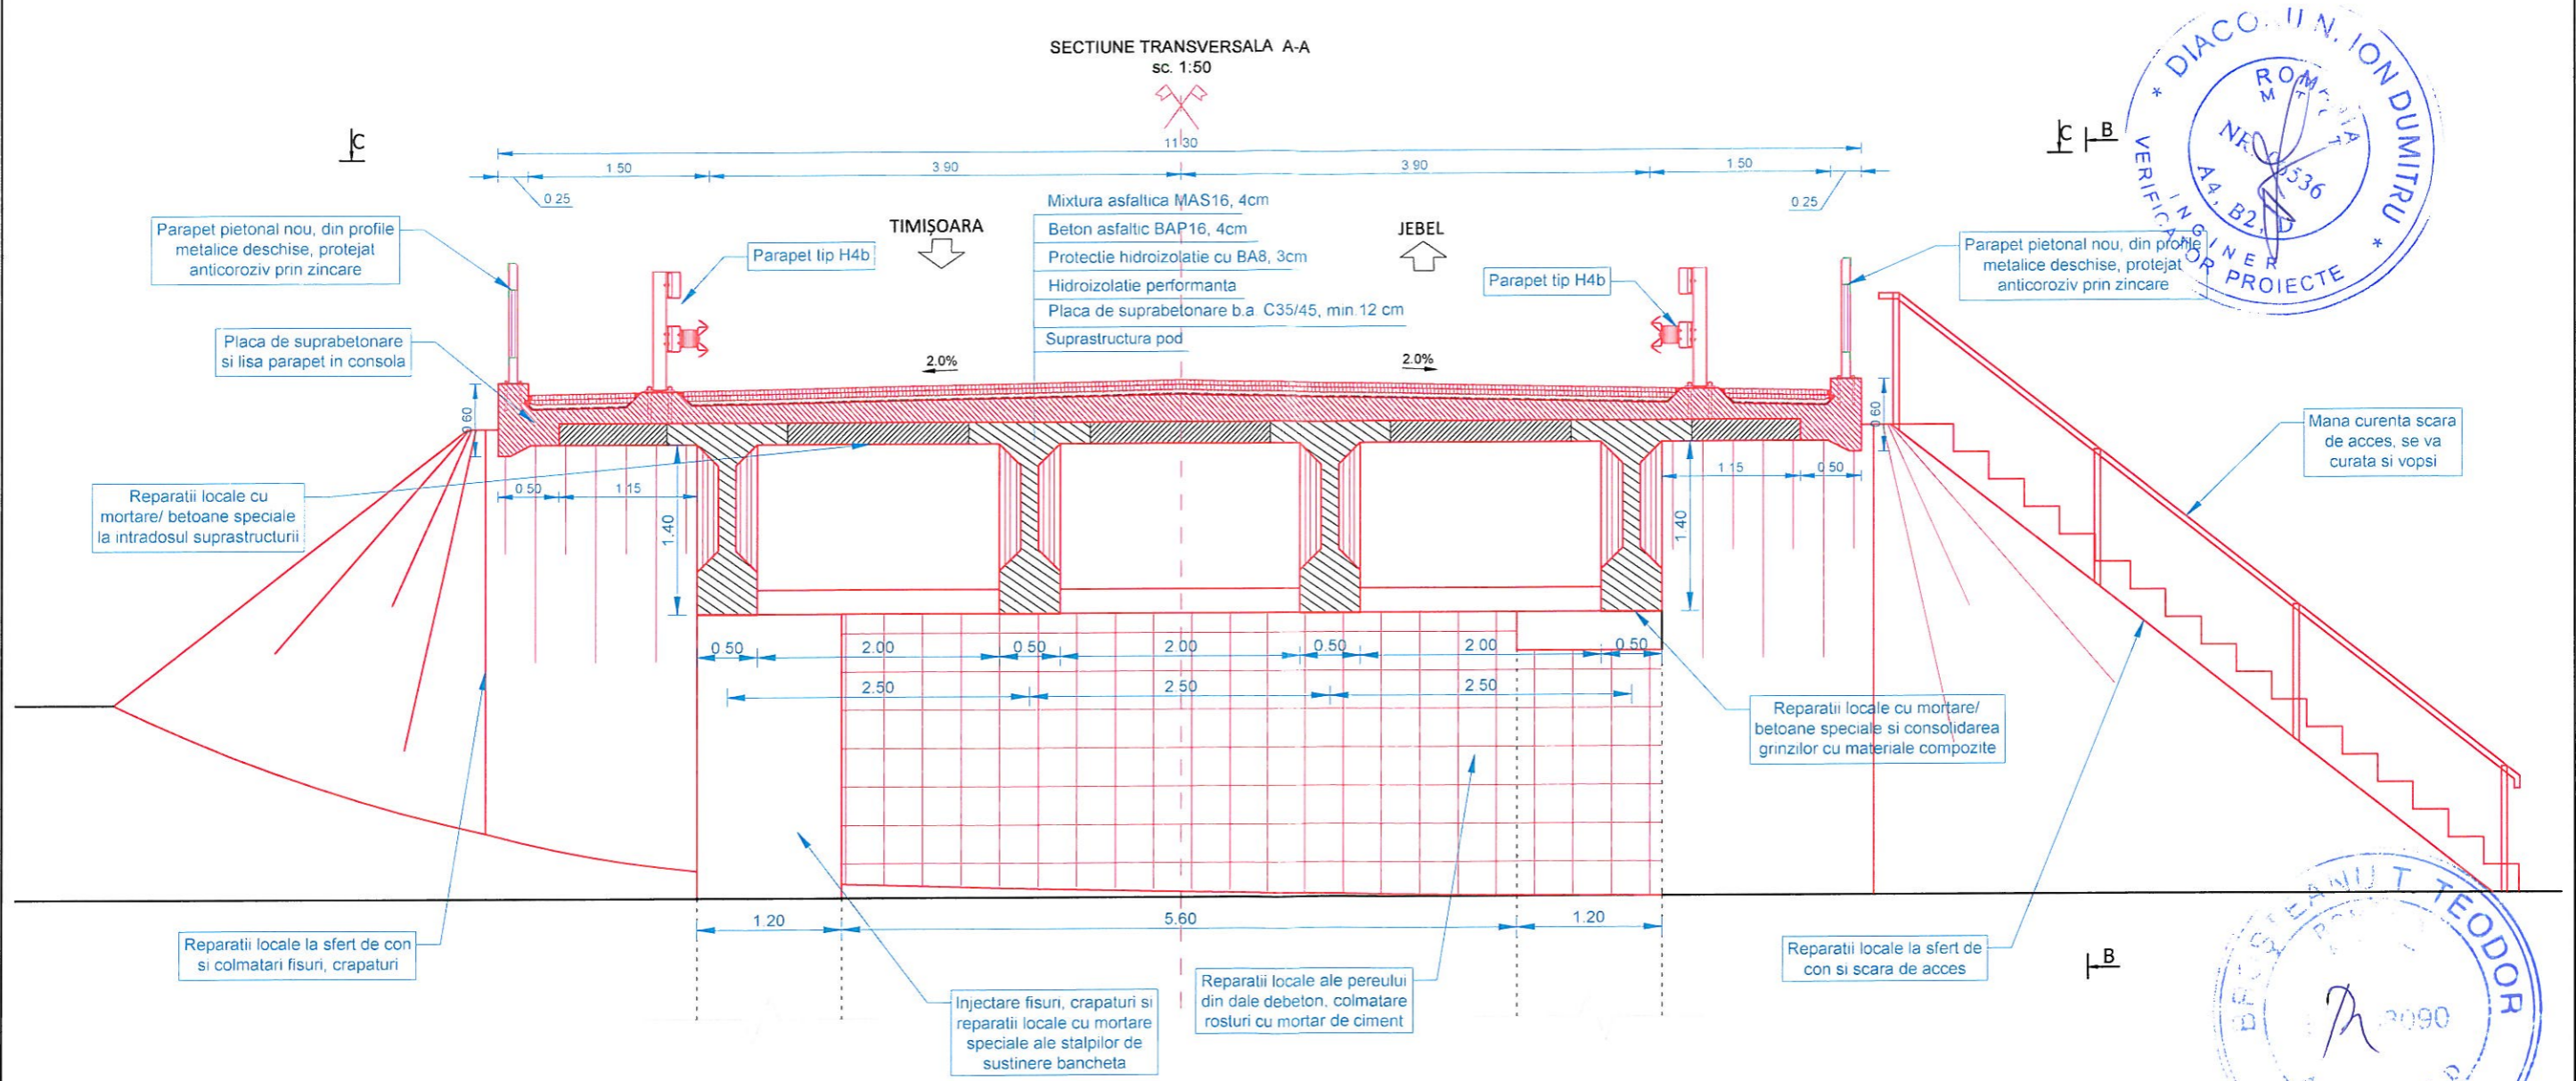 SECTIUNE TRANSVERSALA A-A
sc. 1:50
C
C
B
11 30
1 50
3 90
3 90
1 50
0 25
0 25
Parapet pietonal nou, din profile
metalice deschise, protejat
anticoroziv prin zincare
TIMIȘOARA
Parapet tip H4b
Mixtura asfaltica MAS16, 4cm
Beton asfaltic BAP16, 4cm
Protectie hidroizolatie cu BA8, 3cm
Hidroizolatie performanta
Placa de suprabetonare b.a. C35/45, min.12 cm
Suprastructura pod
JEBEL
Parapet tip H4b
Parapet pietonal nou, din profile
metalice deschise, protejat
anticoroziv prin zincare
ION DUMITRU
NR.
A4, B2, D
INGINER
VERIFICATOR PROIECTE
Placa de suprabetonare
si lisa parapet in consola
2.0%
2.0%
0 60
0 60
Mana curenta scara
de acces, se va
curata si vopsi
Reparatii locale cu
mortare/ betoane speciale
la intradosul suprastructurii
0 50
1 15
1.40
1 15
0 50
1 40
0 50
2.00
0 50
2 00
0.50
2 00
0.50
2.50
2.50
2 50
Reparatii locale cu mortare/
betoane speciale si consolidarea
grinzilor cu materiale compozite
1.20
5.60
1.20
Reparatii locale la sfert de con
si colmatari fisuri, crapaturi
Injectare fisuri, crapaturi si
reparatii locale cu mortare
speciale ale stalpilor de
sustinere bancheta
Reparatii locale ale pereului
din dale debeton, colmatare
rosturi cu mortar de ciment
Reparatii locale la sfert de
con si scara de acces
B
T. TEODOR